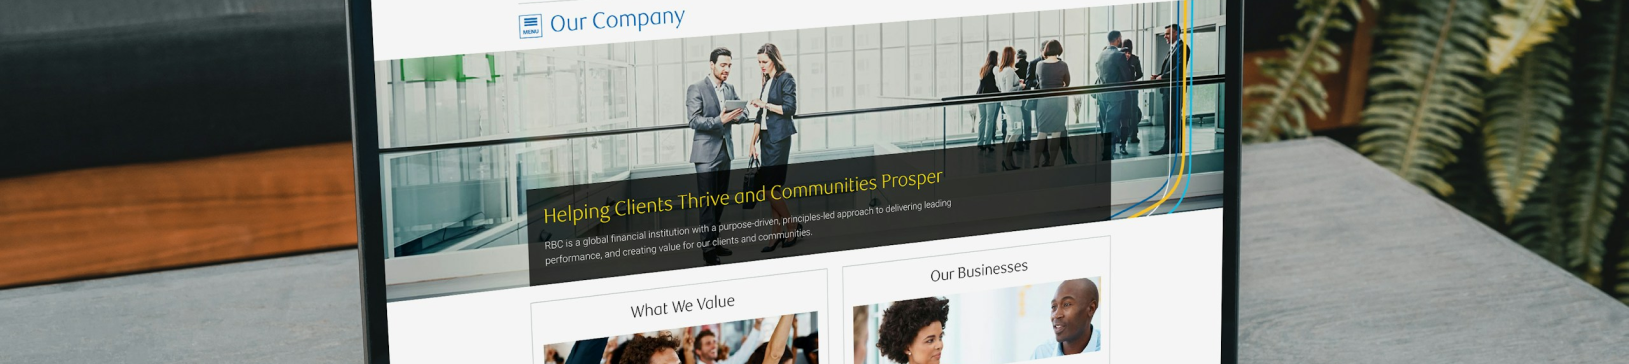 MENU
Our Company
Helping Clients Thrive and Communities Prosper
RBC is a global financial institution with a purpose-driven, principles-led approach to delivering leading
performance, and creating value for our clients and communities.
What We Value
Our Businesses